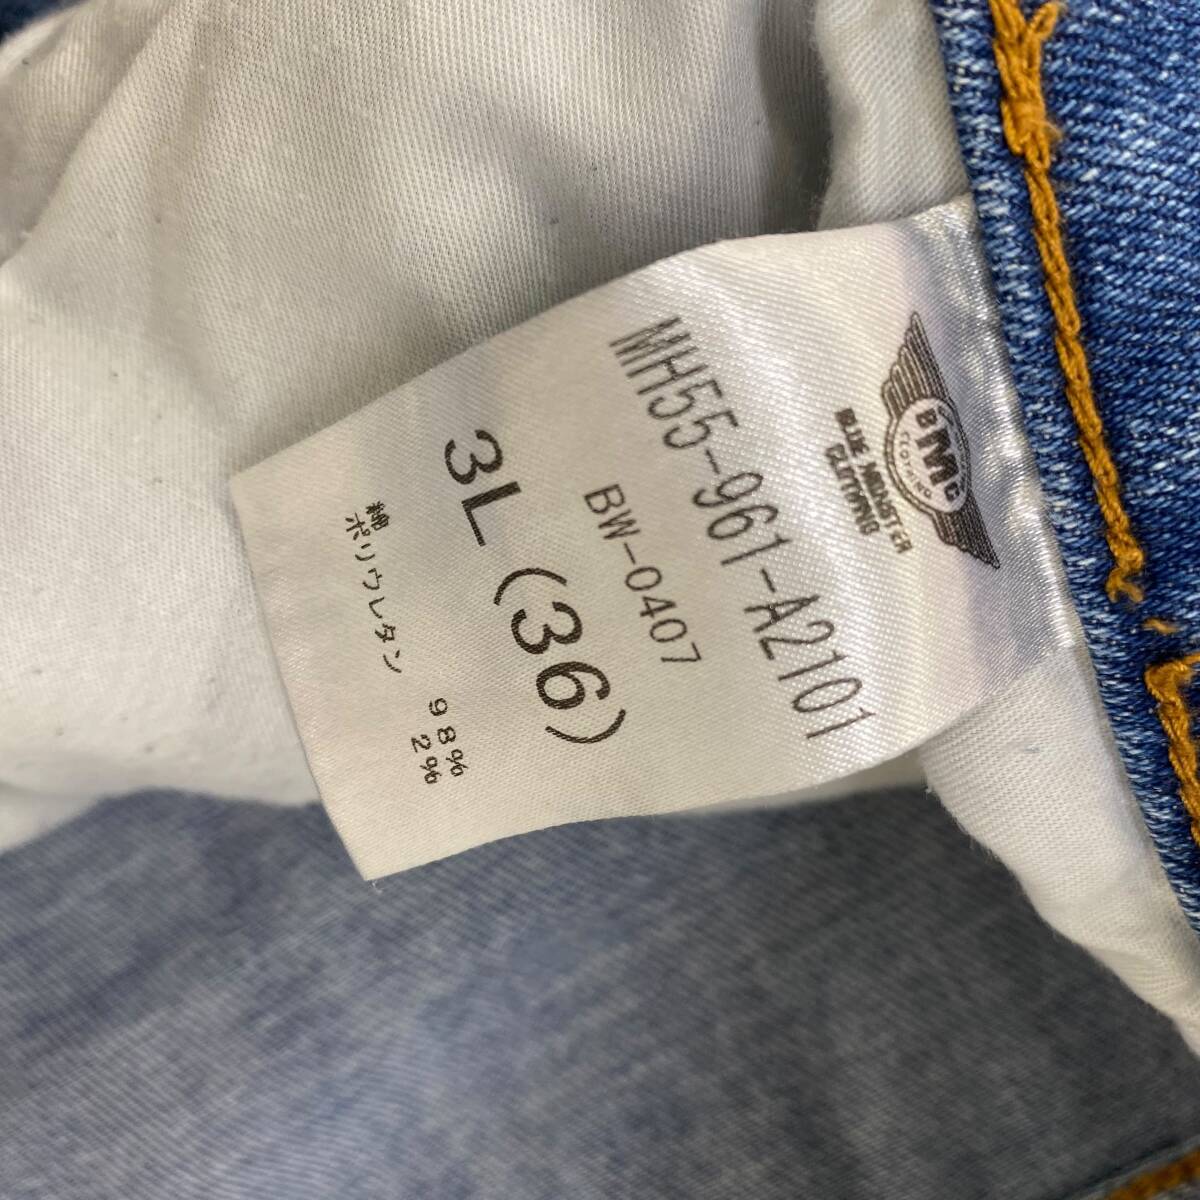 BMC
CLOTHING
BLUE MONSTER
CLOTHING
MH55-961-A2101
BW-0407
3L (36)
綿 98%
ポリウレタン 2%